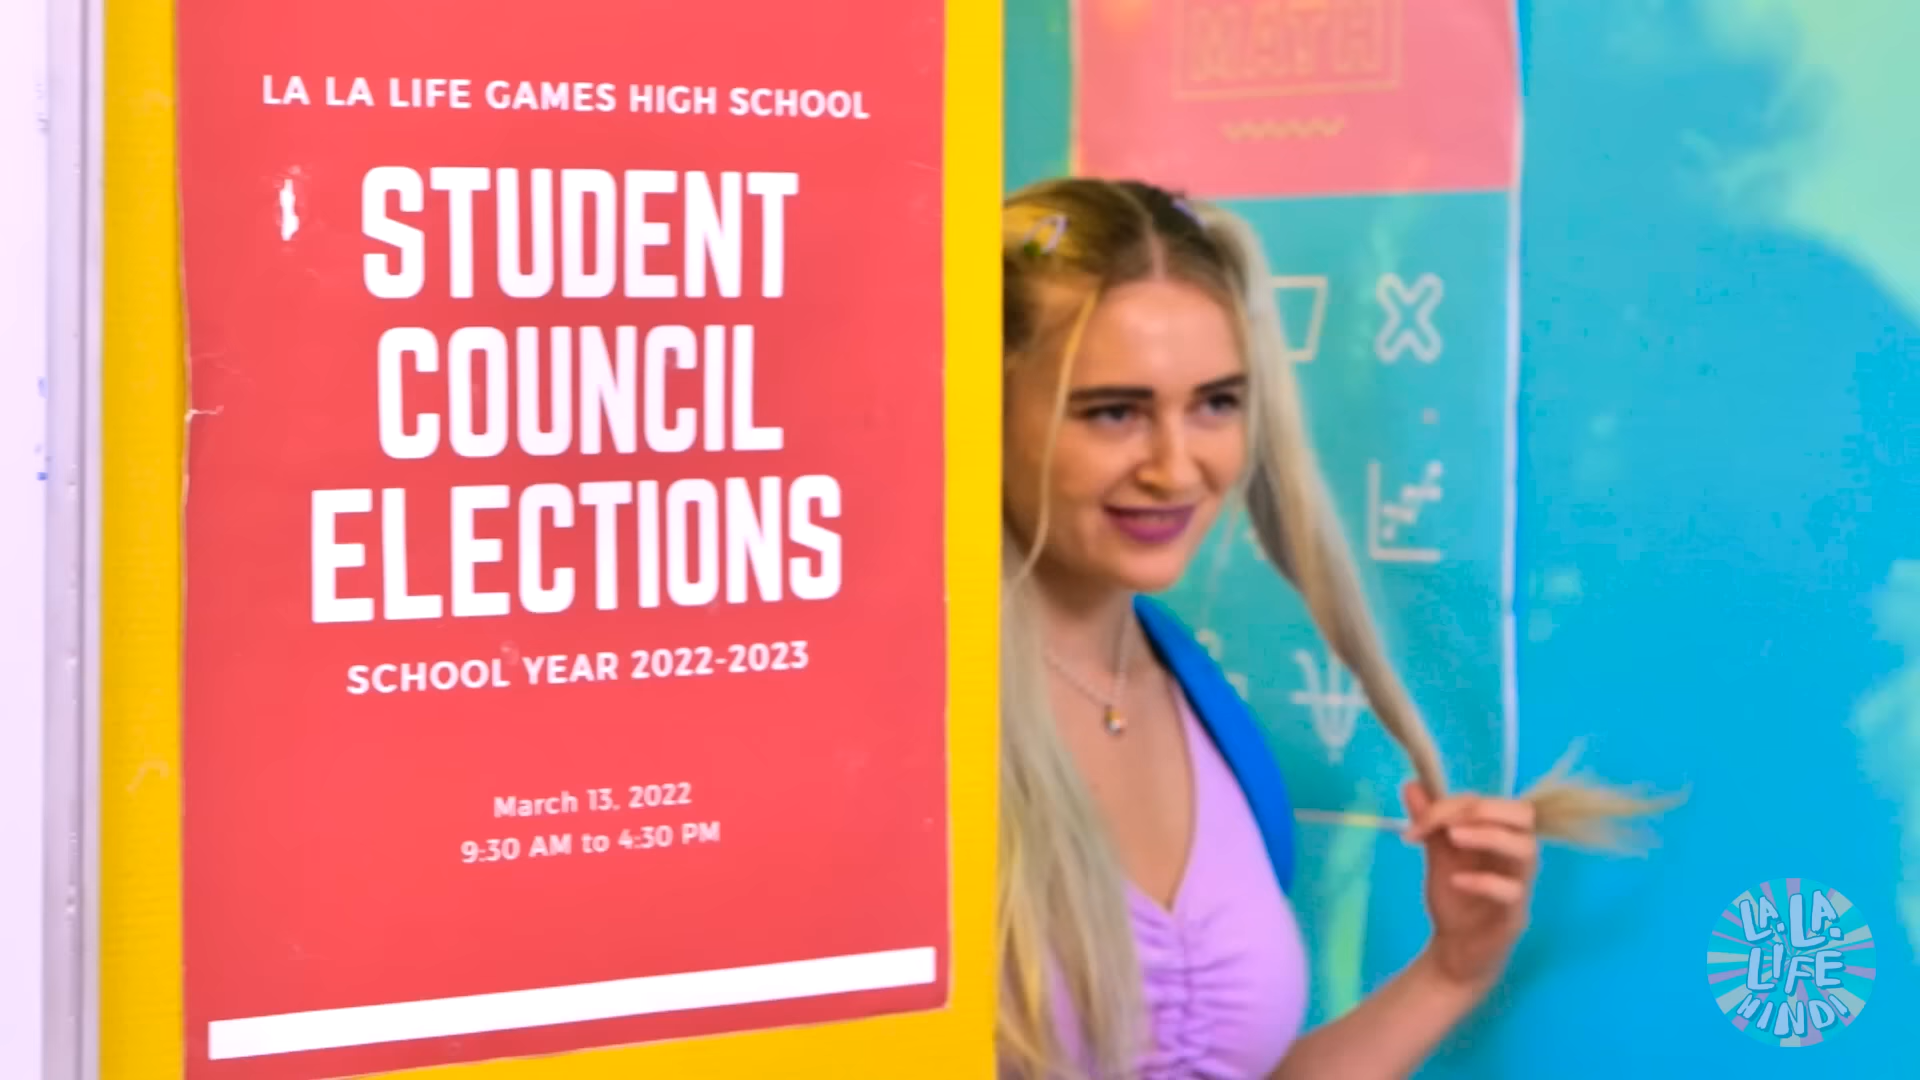 LA LA LIFE GAMES HIGH SCHOOL
STUDENT
COUNCIL
ELECTIONS
SCHOOL YEAR 2022-2023
March 13, 2022
9:30 AM to 4:30 PM
MATH
LA LA
LIFE
HINDI